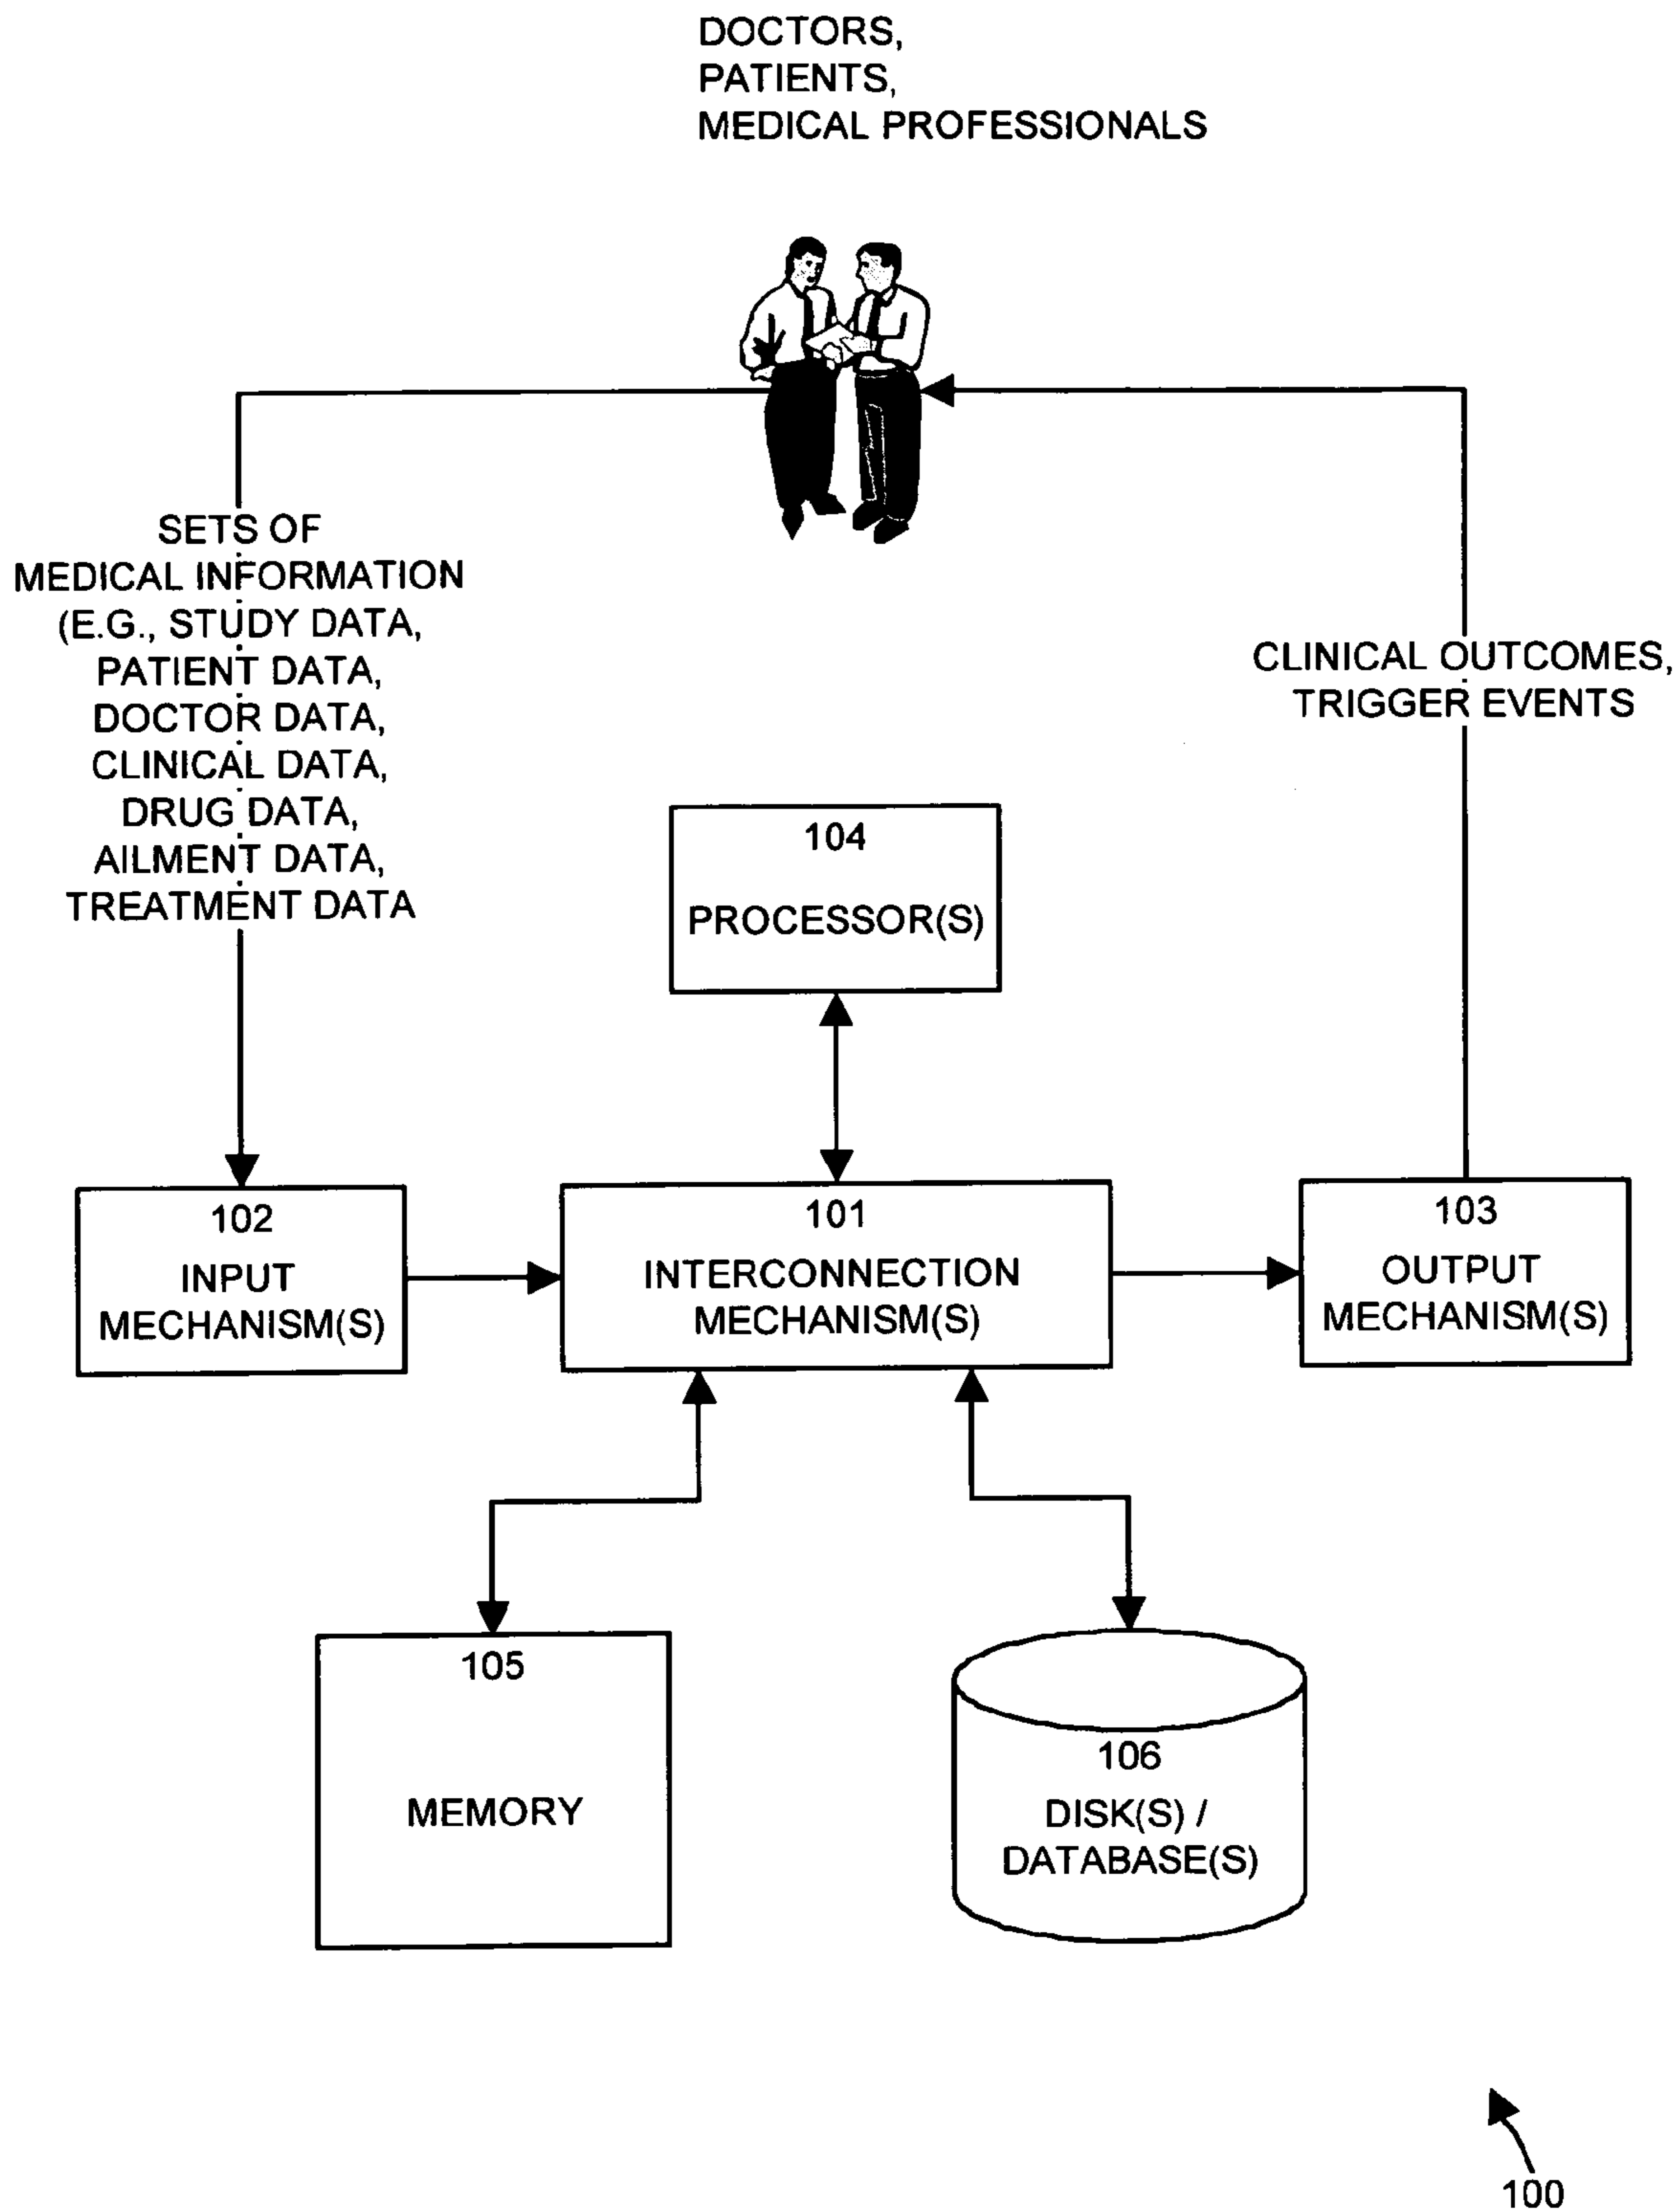 DOCTORS,
PATIENTS,
MEDICAL PROFESSIONALS
SETS OF
MEDICAL INFORMATION
(E.G., STUDY DATA,
PATIENT DATA,
DOCTOR DATA,
CLINICAL DATA,
DRUG DATA,
AILMENT DATA,
TREATMENT DATA
CLINICAL OUTCOMES,
TRIGGER EVENTS
104
PROCESSOR(S)
102
INPUT
MECHANISM(S)
101
INTERCONNECTION
MECHANISM(S)
103
OUTPUT
MECHANISM(S)
105
MEMORY
106
DISK(S) /
DATABASE(S)
100